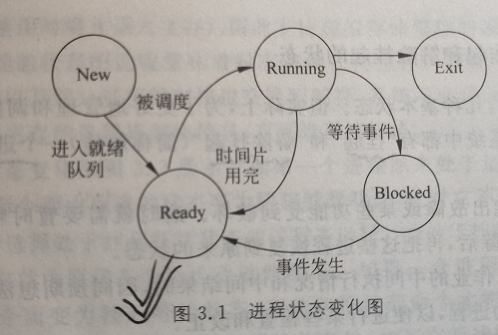 New
Running
Exit
被调度
进入就绪
队列
时间片
用完
等待事件
Ready
Blocked
事件发生
图 3.1 进程状态变化图